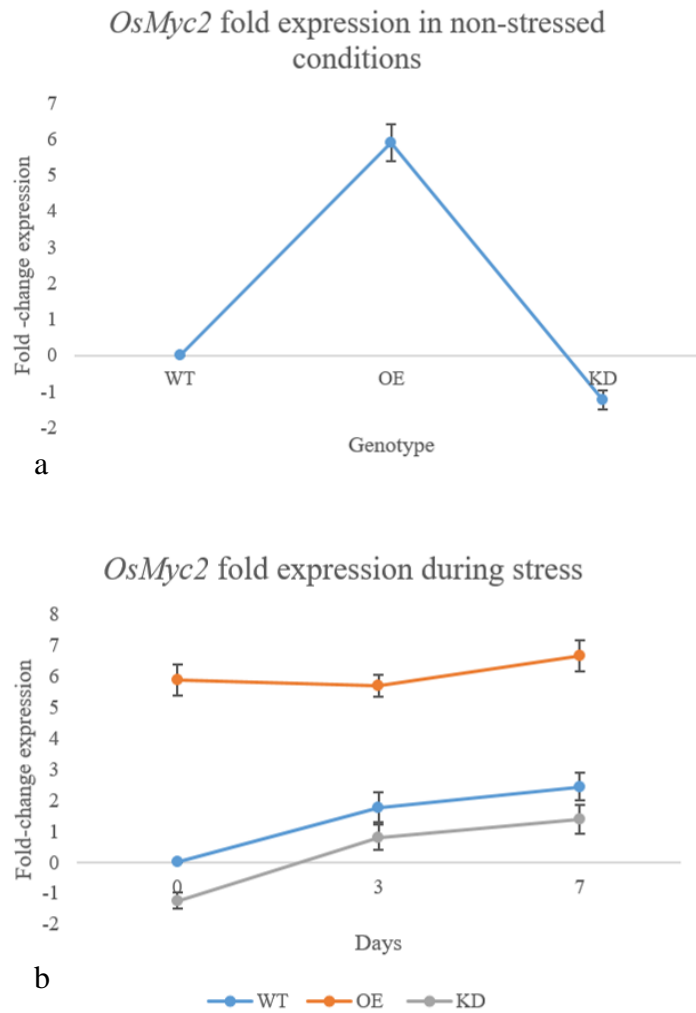 OsMyc2 fold expression in non-stressed
conditions
7
6
5
4
3
2
1
0
-1
-2
Fold -change expression
WT OE KD
Genotype
a
OsMyc2 fold expression during stress
8
7
6
5
4
3
2
1
0
-1
-2
Fold-change expression
0 3 7
Days
b
WT OE KD